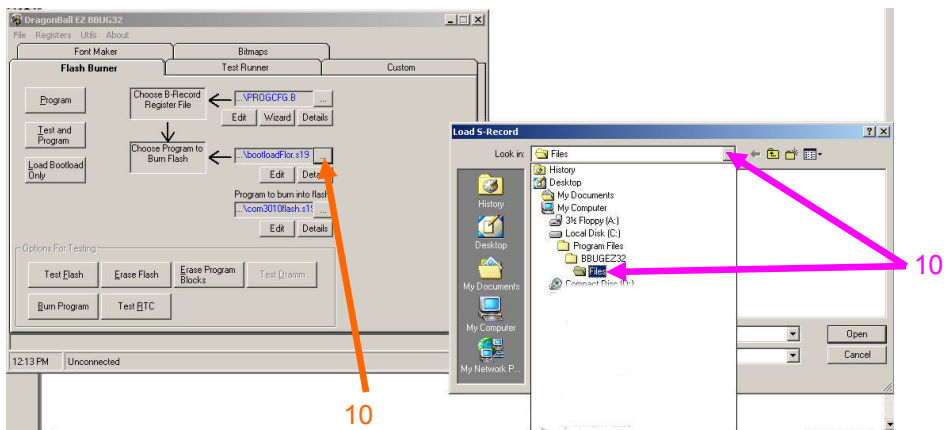 DragonBall EZ BBUG32
File Registers Utils About
Font Maker Bitmaps
Flash Burner Test Runner Custom
Program
Choose B-Record
Register File
...\PROGCFG.B ...
Edit Wizard Details
Test and
Program
Choose Program to
Burn Flash
...\bootloadFlor.s19 ...
Load Bootload
Only
Edit
Program to burn into flash
...\com3010flash.s19 ...
Edit Details
Options For Testing
Test Flash Erase Flash Erase Program
Blocks
Test Dramm
Burn Program Test RTC
12:13 PM Unconnected
10
Load S-Record
Look in: Files
History
Desktop
My Documents
My Computer
3½ Floppy (A:)
Local Disk (C:)
Program Files
BBUGEZ32
Files
Compact Disc (D:)
History
Desktop
My Documents
My Computer
My Network P...
Open
Cancel
10